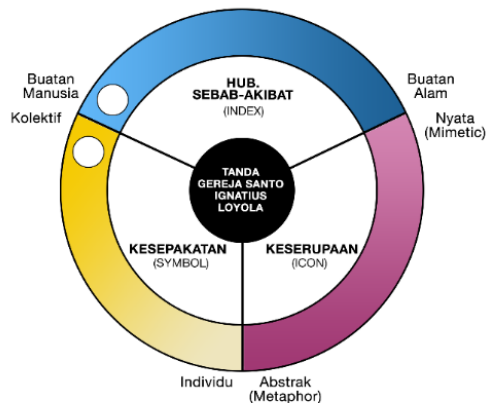 Buatan
Manusia
Kolektif
HUB.
SEBAB-AKIBAT
(INDEX)
Buatan
Alam
Nyata
(Mimetic)
TANDA
GEREJA SANTO
IGNATIUS
LOYOLA
KESEPAKATAN
(SYMBOL)
KESERUPAAN
(ICON)
Individu
Abstrak
(Metaphor)